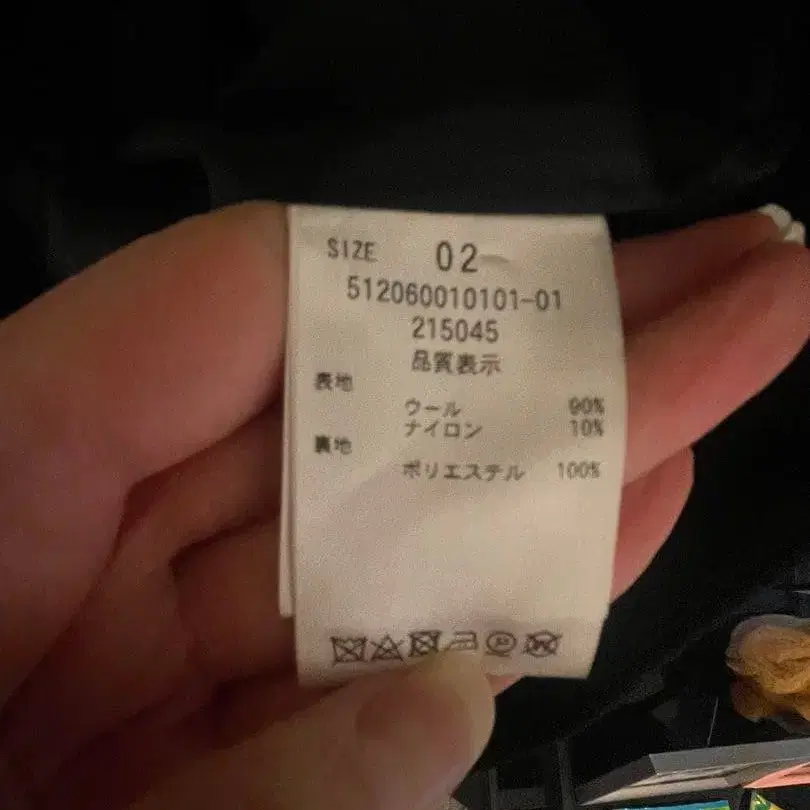 SIZE 02
512060010101-01
215045
品質表示
表地
ウール 90%
ナイロン 10%
裏地
ポリエステル 100%